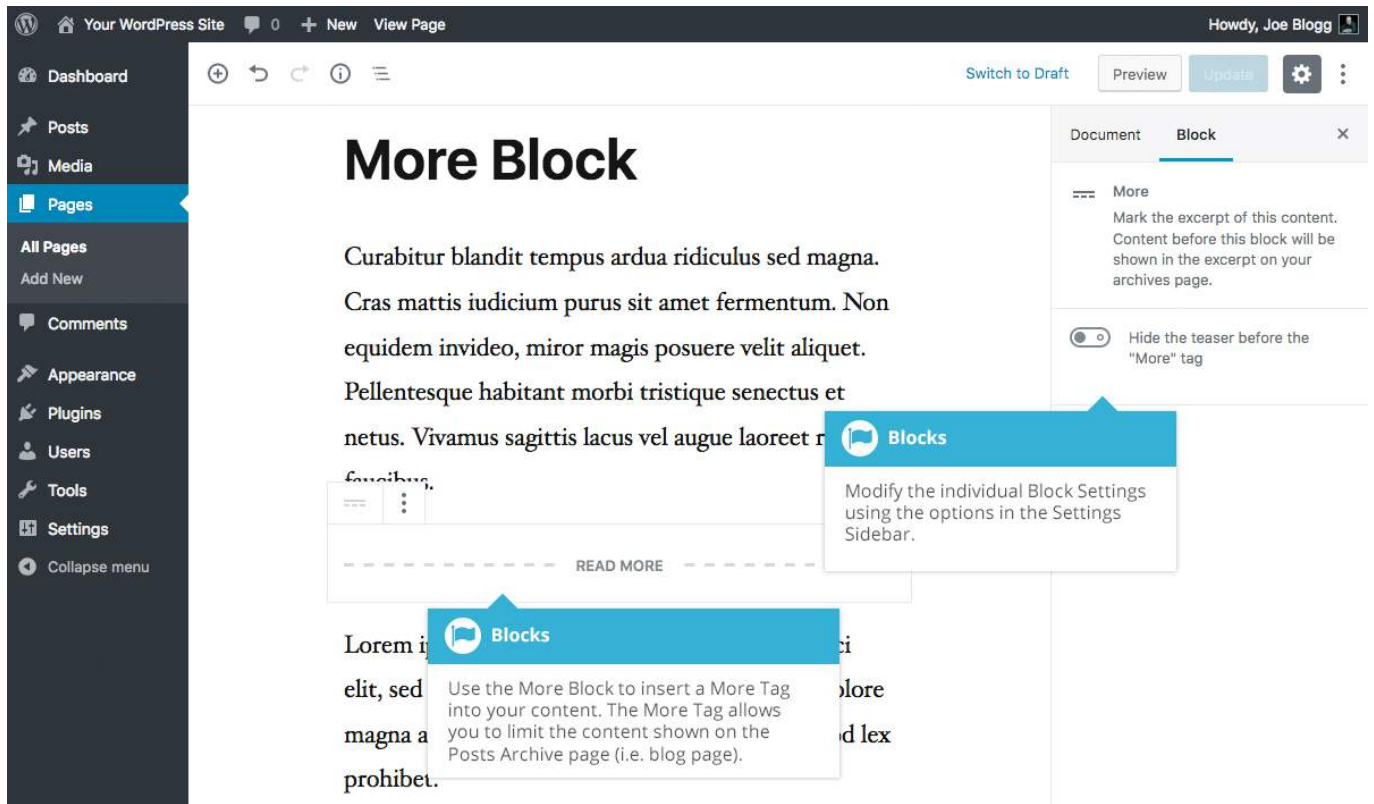 Your WordPress Site 0 New View Page Howdy, Joe Blogg
Dashboard
Posts
Media
Pages
All Pages
Add New
Comments
Appearance
Plugins
Users
Tools
Settings
Collapse menu
Switch to Draft Preview Update
More Block
Curabitur blandit tempus ardua ridiculus sed magna.
Cras mattis iudicium purus sit amet fermentum. Non
equidem invideo, miror magis posuere velit aliquet.
Pellentesque habitant morbi tristique senectus et
netus. Vivamus sagittis lacus vel augue laoreet r
faucibus.
READ MORE
Lorem
elit, sed
magna a d lex
prohibet.
Blocks
Use the More Block to insert a More Tag
into your content. The More Tag allows
you to limit the content shown on the
Posts Archive page (i.e. blog page).
Document Block
More
Mark the excerpt of this content.
Content before this block will be
shown in the excerpt on your
archives page.
Hide the teaser before the
"More" tag
Blocks
Modify the individual Block Settings
using the options in the Settings
Sidebar.